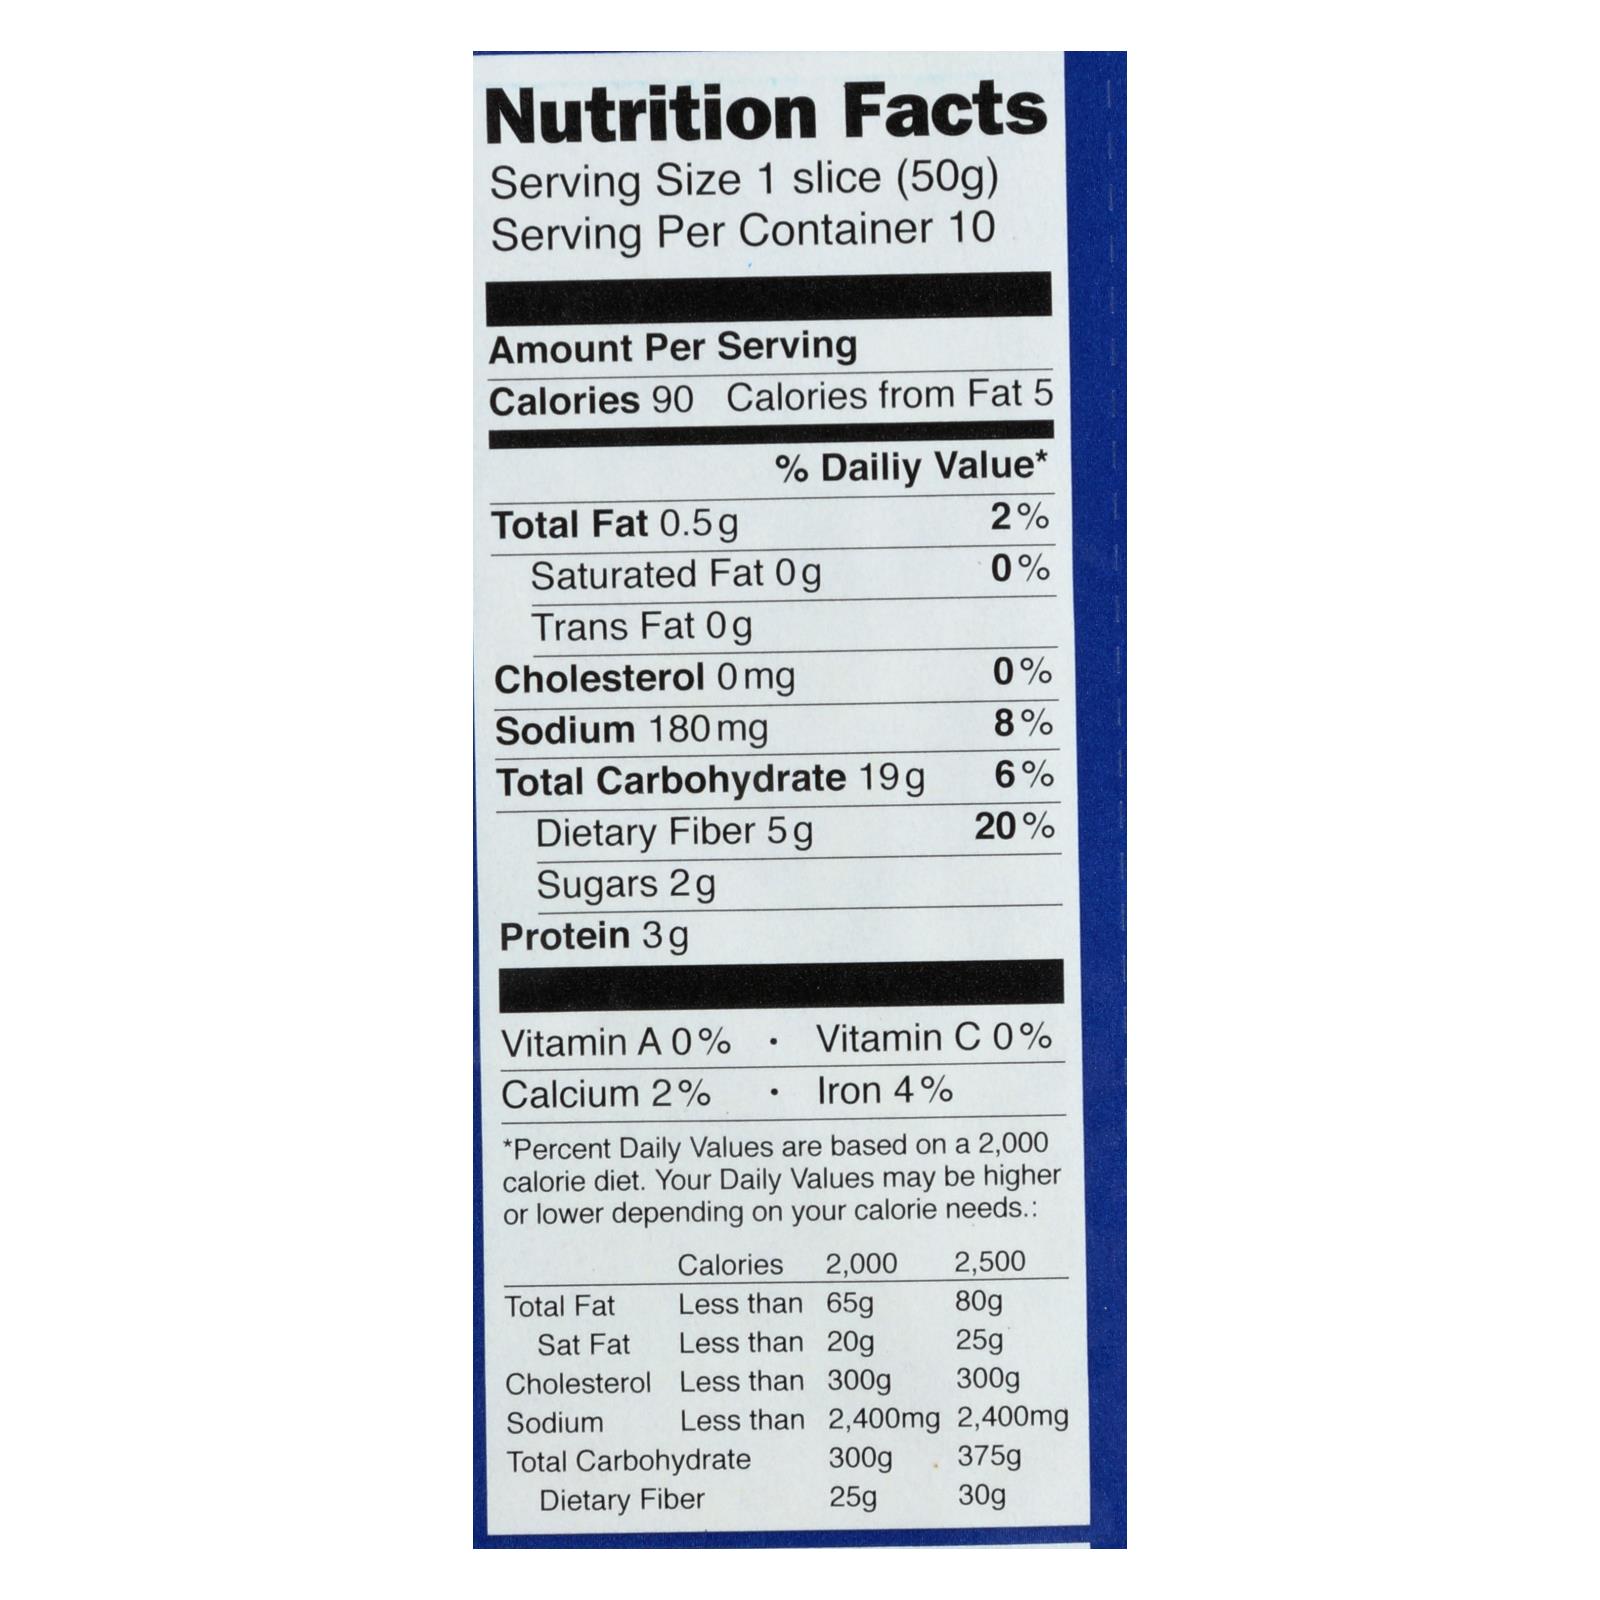 Nutrition Facts
Serving Size 1 slice (50g)
Serving Per Container 10
Amount Per Serving
Calories 90 Calories from Fat 5
% Dailiy Value*
Total Fat 0.5g 2%
Saturated Fat 0g 0%
Trans Fat 0g
Cholesterol 0mg 0%
Sodium 180mg 8%
Total Carbohydrate 19g 6%
Dietary Fiber 5g 20%
Sugars 2g
Protein 3g
Vitamin A 0% • Vitamin C 0%
Calcium 2% • Iron 4%
*Percent Daily Values are based on a 2,000
calorie diet. Your Daily Values may be higher
or lower depending on your calorie needs.:
Calories 2,000 2,500
Total Fat Less than 65g 80g
Sat Fat Less than 20g 25g
Cholesterol Less than 300g 300g
Sodium Less than 2,400mg 2,400mg
Total Carbohydrate 300g 375g
Dietary Fiber 25g 30g